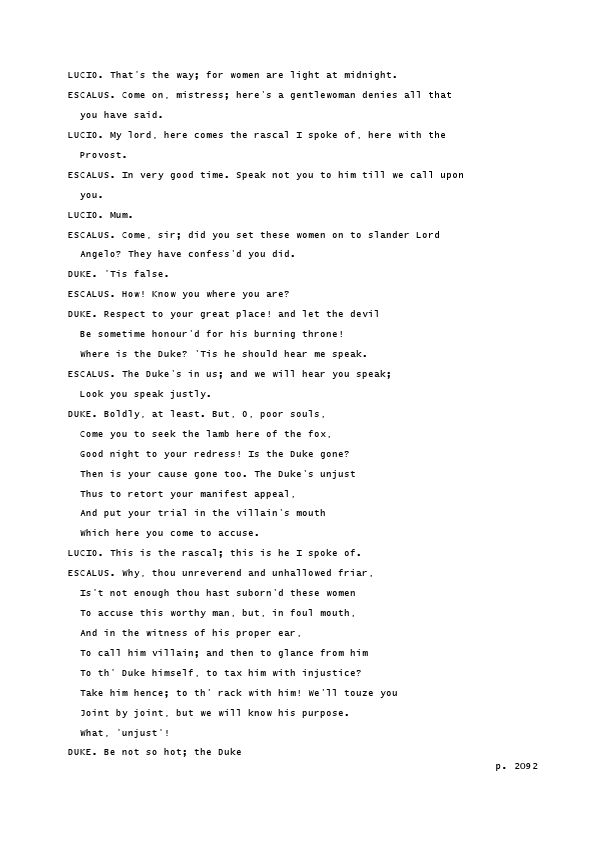 LUCIO. That's the way; for women are light at midnight.
ESCALUS. Come on, mistress; here's a gentlewoman denies all that
you have said.
LUCIO. My lord, here comes the rascal I spoke of, here with the
Provost.
ESCALUS. In very good time. Speak not you to him till we call upon
you.
LUCIO. Mum.
ESCALUS. Come, sir; did you set these women on to slander Lord
Angelo? They have confess'd you did.
DUKE. 'Tis false.
ESCALUS. How! Know you where you are?
DUKE. Respect to your great place! and let the devil
Be sometime honour'd for his burning throne!
Where is the Duke? 'Tis he should hear me speak.
ESCALUS. The Duke's in us; and we will hear you speak;
Look you speak justly.
DUKE. Boldly, at least. But, O, poor souls,
Come you to seek the lamb here of the fox,
Good night to your redress! Is the Duke gone?
Then is your cause gone too. The Duke's unjust
Thus to retort your manifest appeal,
And put your trial in the villain's mouth
Which here you come to accuse.
LUCIO. This is the rascal; this is he I spoke of.
ESCALUS. Why, thou unreverend and unhallowed friar,
Is't not enough thou hast suborn'd these women
To accuse this worthy man, but, in foul mouth,
And in the witness of his proper ear,
To call him villain; and then to glance from him
To th' Duke himself, to tax him with injustice?
Take him hence; to th' rack with him! We'll touze you
Joint by joint, but we will know his purpose.
What, 'unjust'!
DUKE. Be not so hot; the Duke
p. 2092